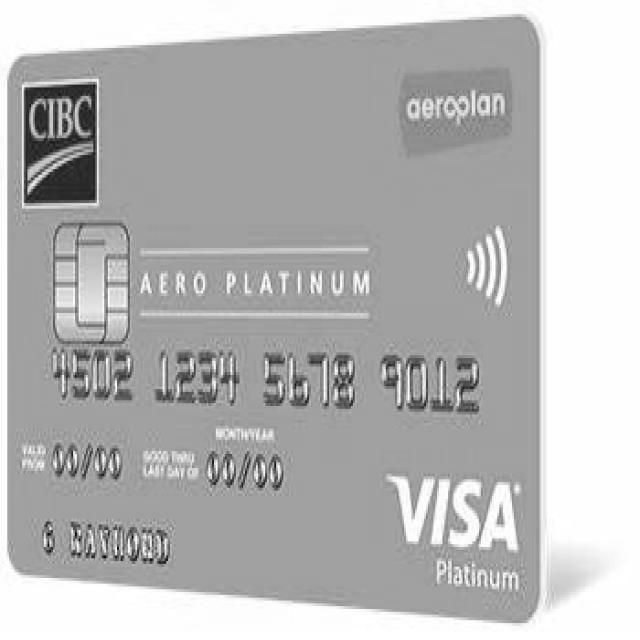 CIBC
aeroplan
AERO PLATINUM
4502 1234 5678 9012
MONTH/YEAR
VALID FROM 00/00 GOOD THRU LAST DAY OF 00/00
G RAYMOND
VISA
Platinum